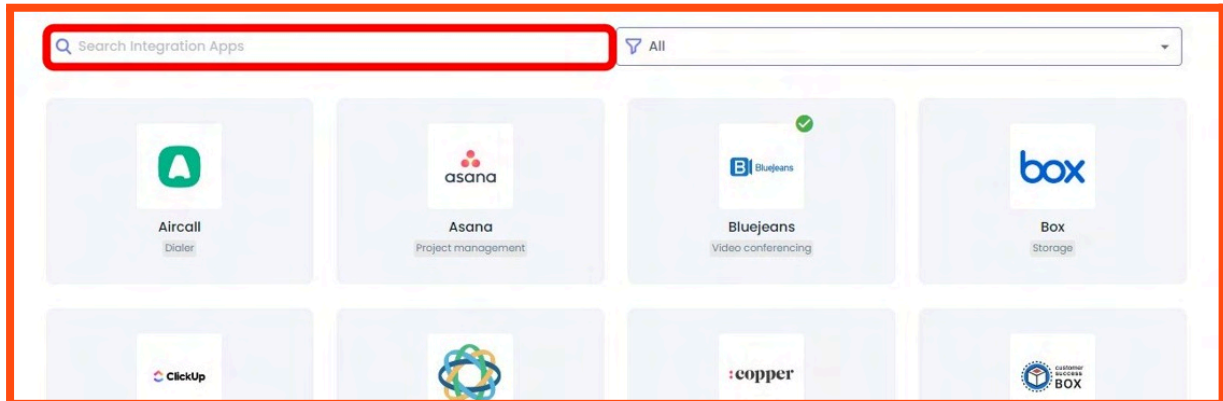 Search Integration Apps
All
asana
Bluejeans
box
Aircall
Asana
Bluejeans
Box
Dialer
Project management
Video conferencing
Storage
ClickUp
:copper
customer
success
BOX